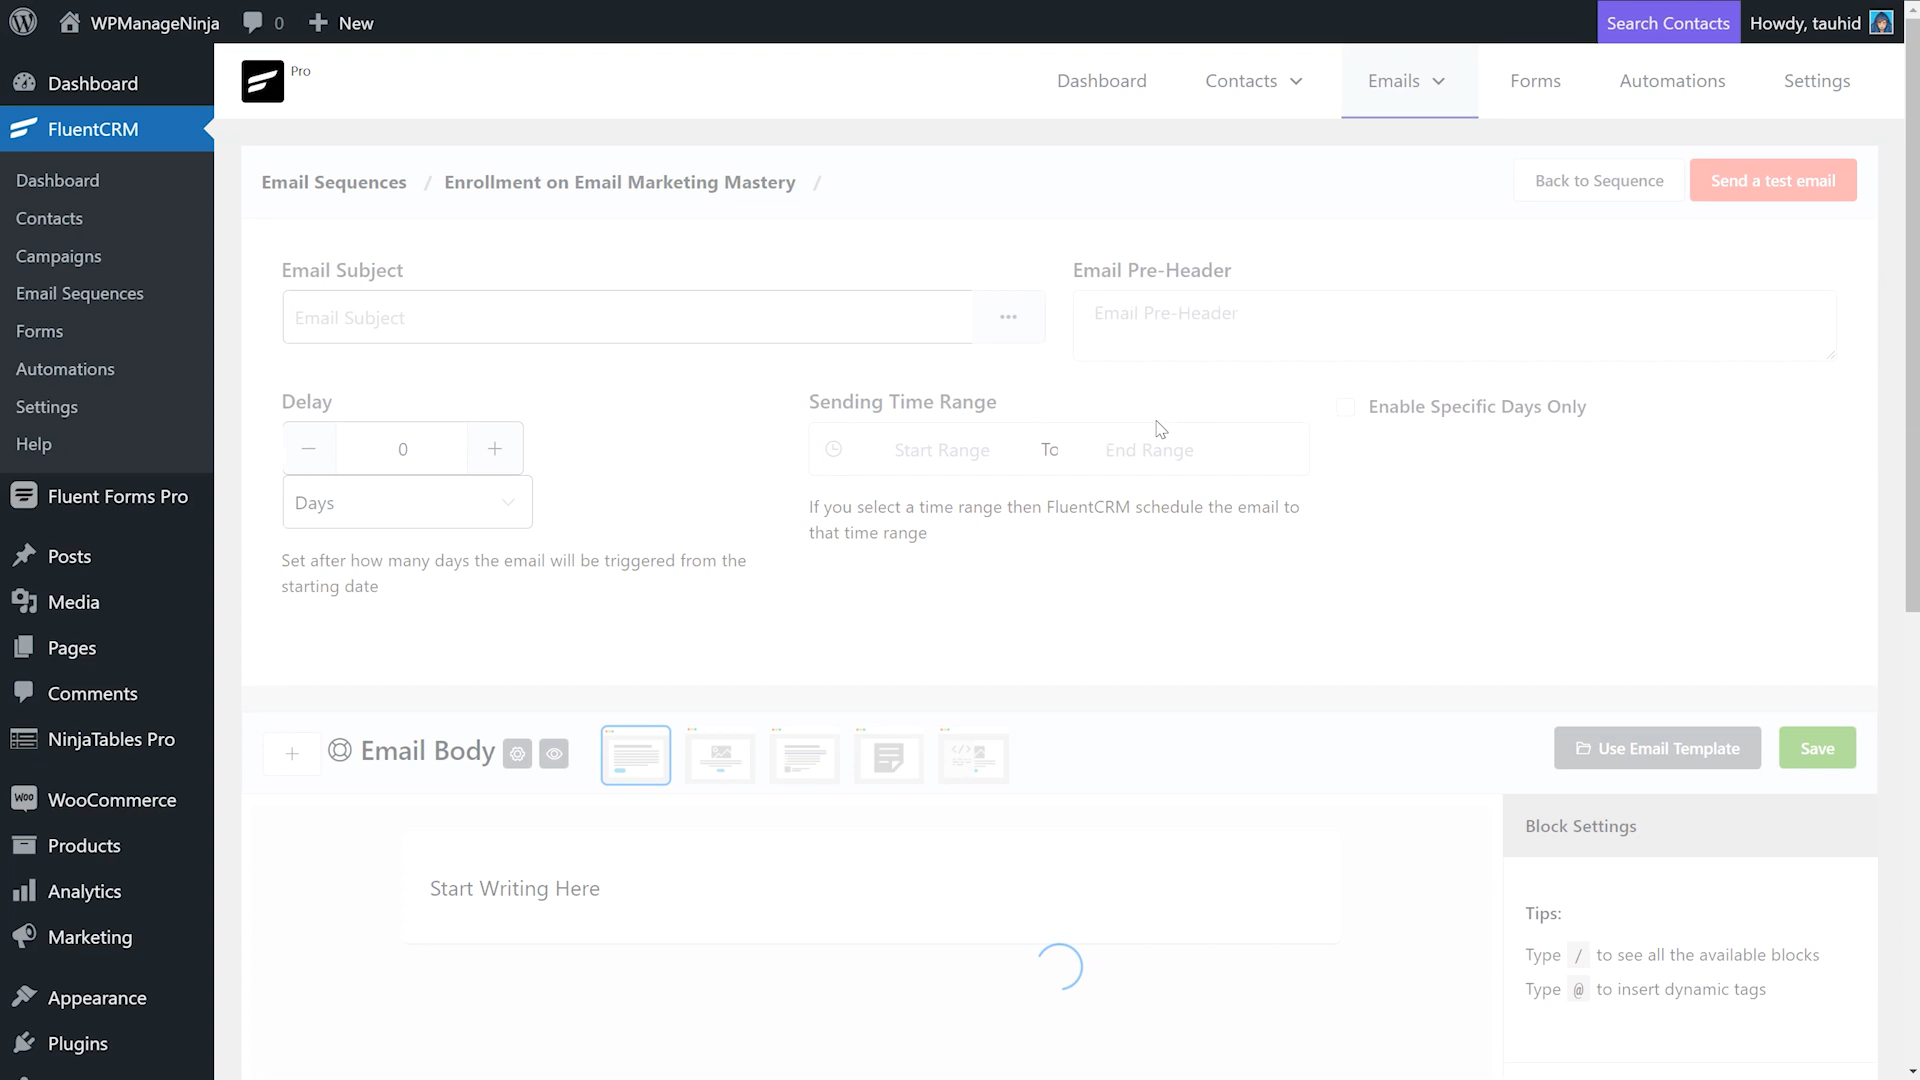 WPManageNinja 0 New Search Contacts Howdy, tauhid
Dashboard
FluentCRM
Dashboard
Contacts
Campaigns
Email Sequences
Forms
Automations
Settings
Help
Fluent Forms Pro
Posts
Media
Pages
Comments
NinjaTables Pro
WooCommerce
Products
Analytics
Marketing
Appearance
Plugins
Pro Dashboard Contacts Emails Forms Automations Settings
Email Sequences / Enrollment on Email Marketing Mastery / Back to Sequence Send a test email
Email Subject Email Pre-Header
Email Subject ... Email Pre-Header
Delay Sending Time Range Enable Specific Days Only
0 Start Range To End Range
Days
If you select a time range then FluentCRM schedule the email to
that time range
Set after how many days the email will be triggered from the
starting date
Email Body Use Email Template Save
Block Settings
Start Writing Here
Tips:
Type / to see all the available blocks
Type @ to insert dynamic tags